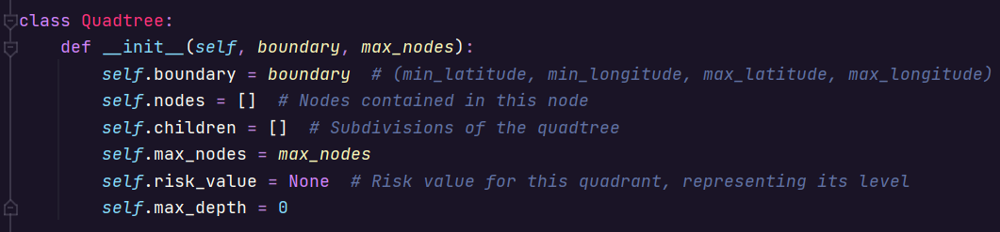 class Quadtree:
    def __init__(self, boundary, max_nodes):
        self.boundary = boundary  # (min_latitude, min_longitude, max_latitude, max_longitude)
        self.nodes = []  # Nodes contained in this node
        self.children = []  # Subdivisions of the quadtree
        self.max_nodes = max_nodes
        self.risk_value = None  # Risk value for this quadrant, representing its level
        self.max_depth = 0